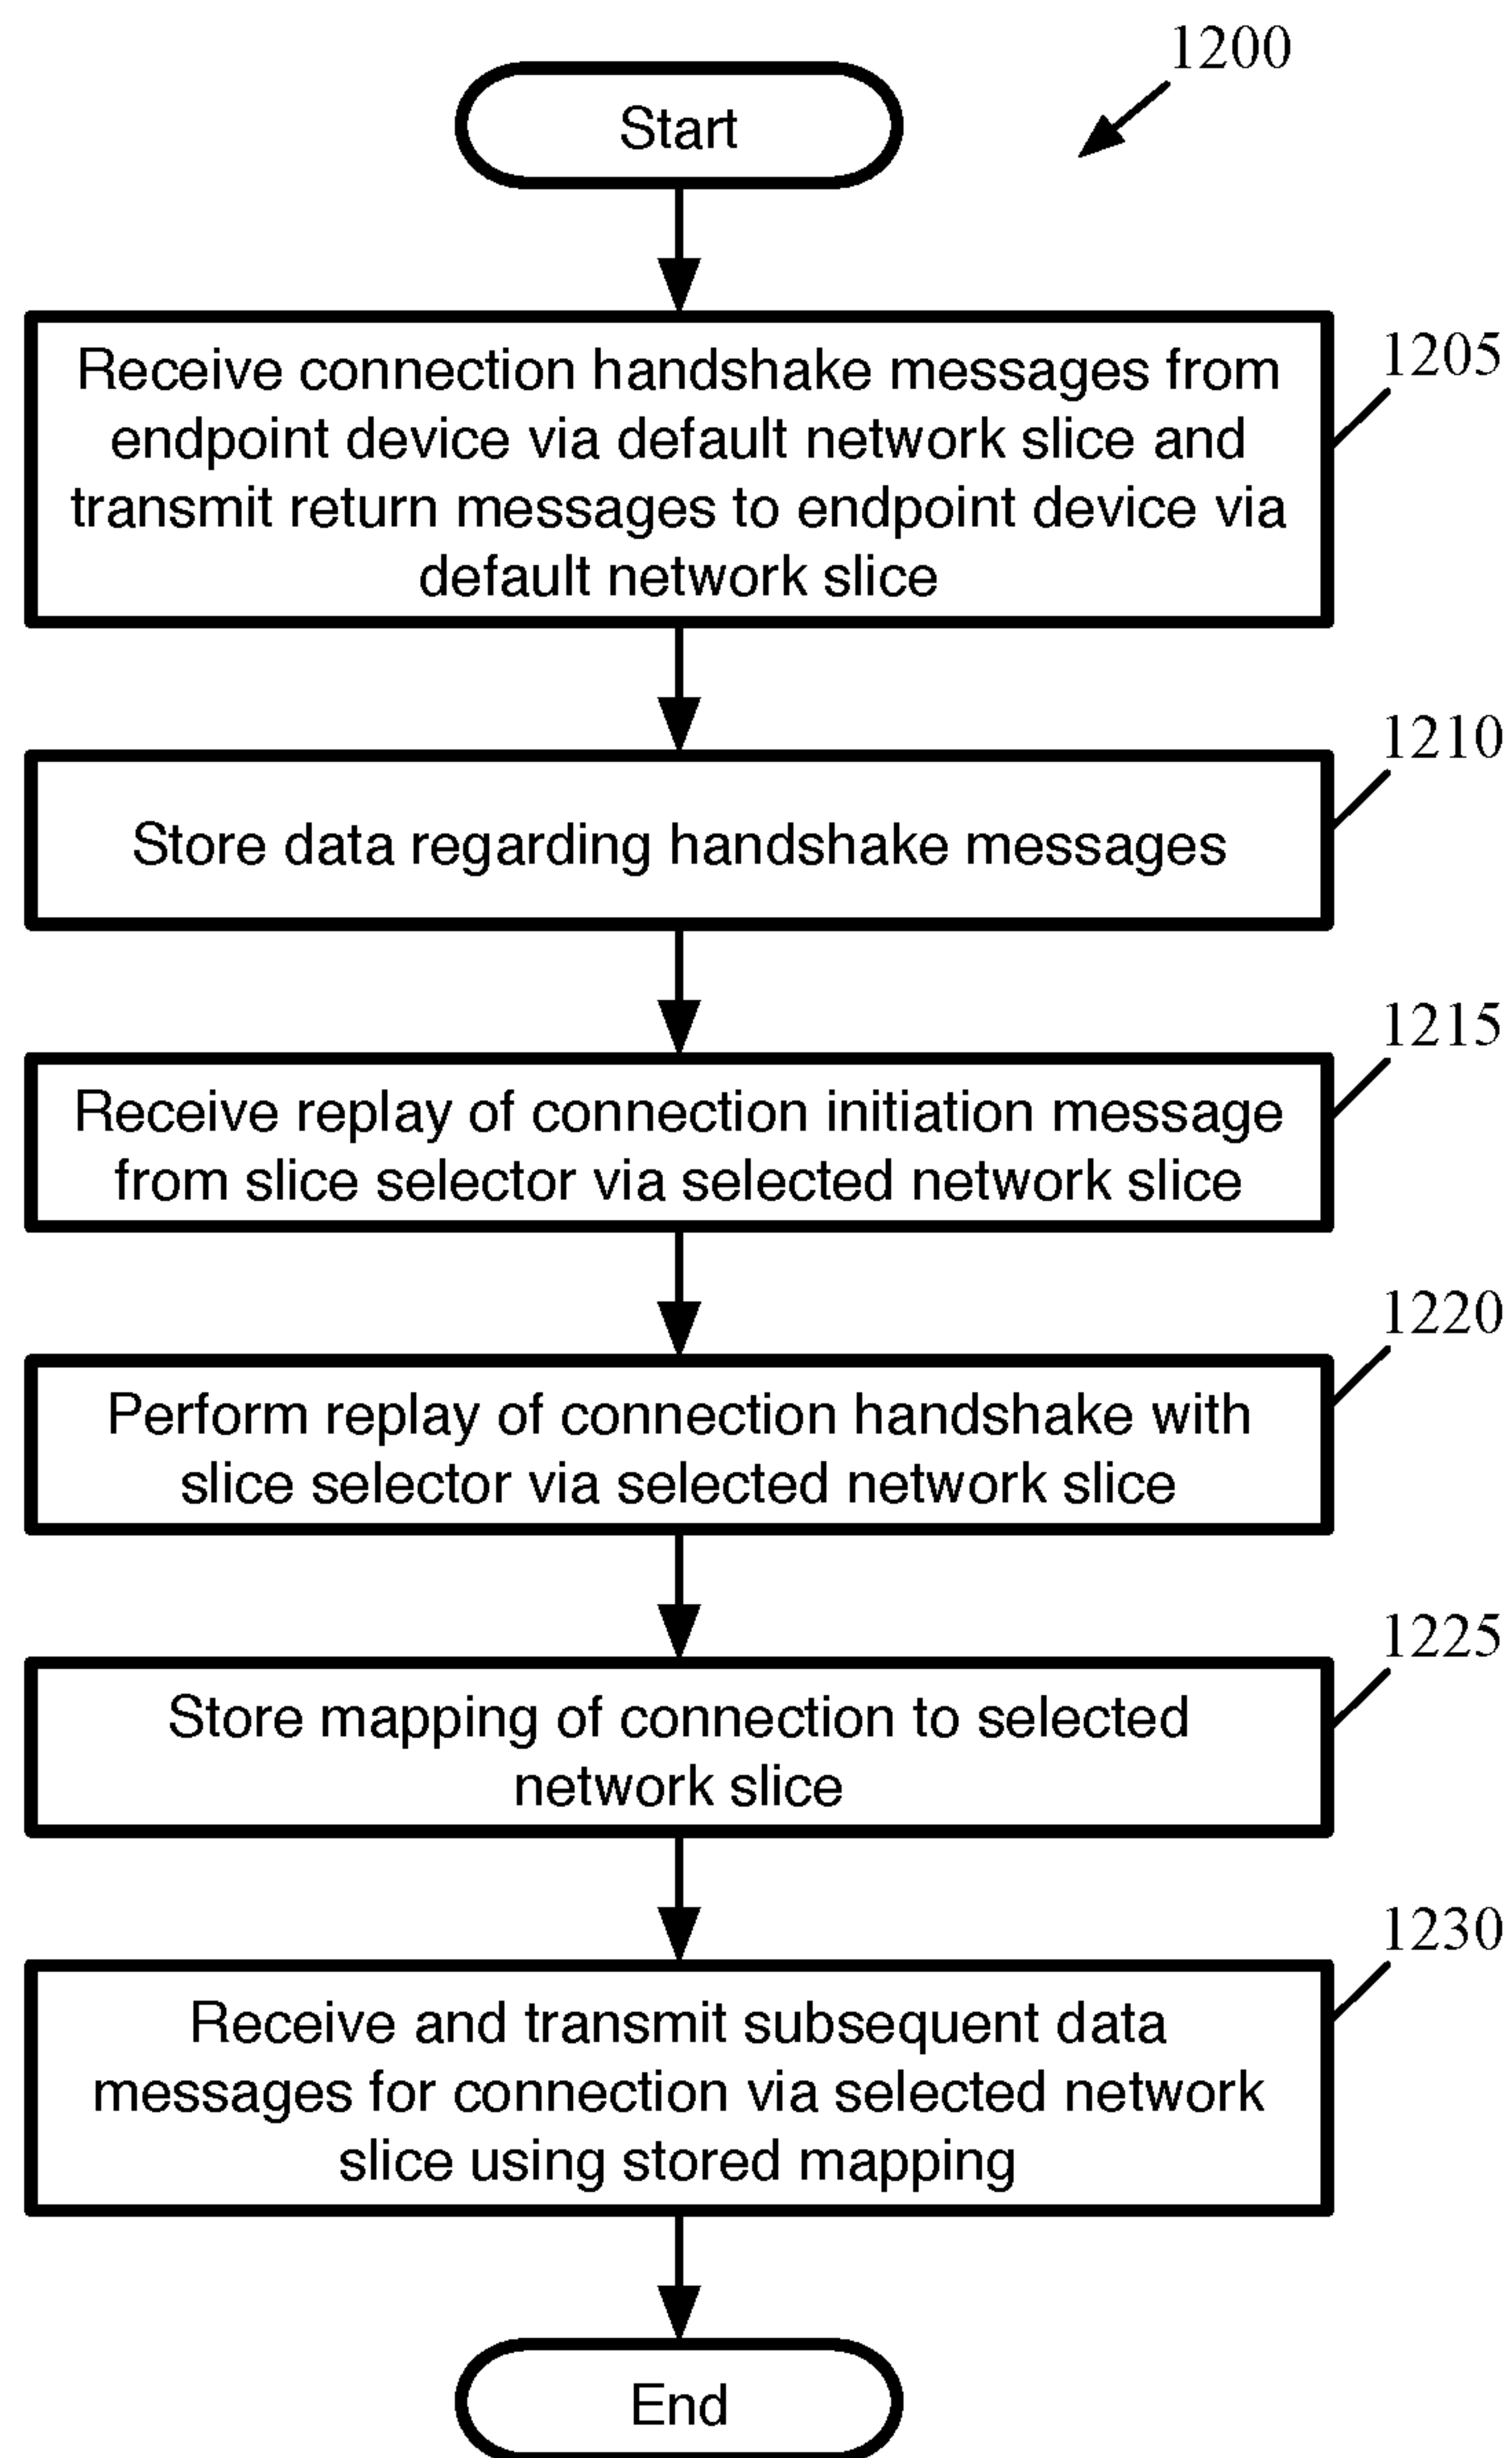 1200
Start
Receive connection handshake messages from
endpoint device via default network slice and
transmit return messages to endpoint device via
default network slice
1205
Store data regarding handshake messages
1210
Receive replay of connection initiation message
from slice selector via selected network slice
1215
Perform replay of connection handshake with
slice selector via selected network slice
1220
Store mapping of connection to selected
network slice
1225
Receive and transmit subsequent data
messages for connection via selected network
slice using stored mapping
1230
End